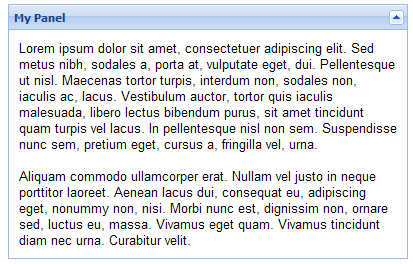 My Panel
Lorem ipsum dolor sit amet, consectetuer adipiscing elit. Sed
metus nibh, sodales a, porta at, vulputate eget, dui. Pellentesque
ut nisl. Maecenas tortor turpis, interdum non, sodales non,
iaculis ac, lacus. Vestibulum auctor, tortor quis iaculis
malesuada, libero lectus bibendum purus, sit amet tincidunt
quam turpis vel lacus. In pellentesque nisl non sem. Suspendisse
nunc sem, pretium eget, cursus a, fringilla vel, urna.
Aliquam commodo ullamcorper erat. Nullam vel justo in neque
porttitor laoreet. Aenean lacus dui, consequat eu, adipiscing
eget, nonummy non, nisi. Morbi nunc est, dignissim non, ornare
sed, luctus eu, massa. Vivamus eget quam. Vivamus tincidunt
diam nec urna. Curabitur velit.